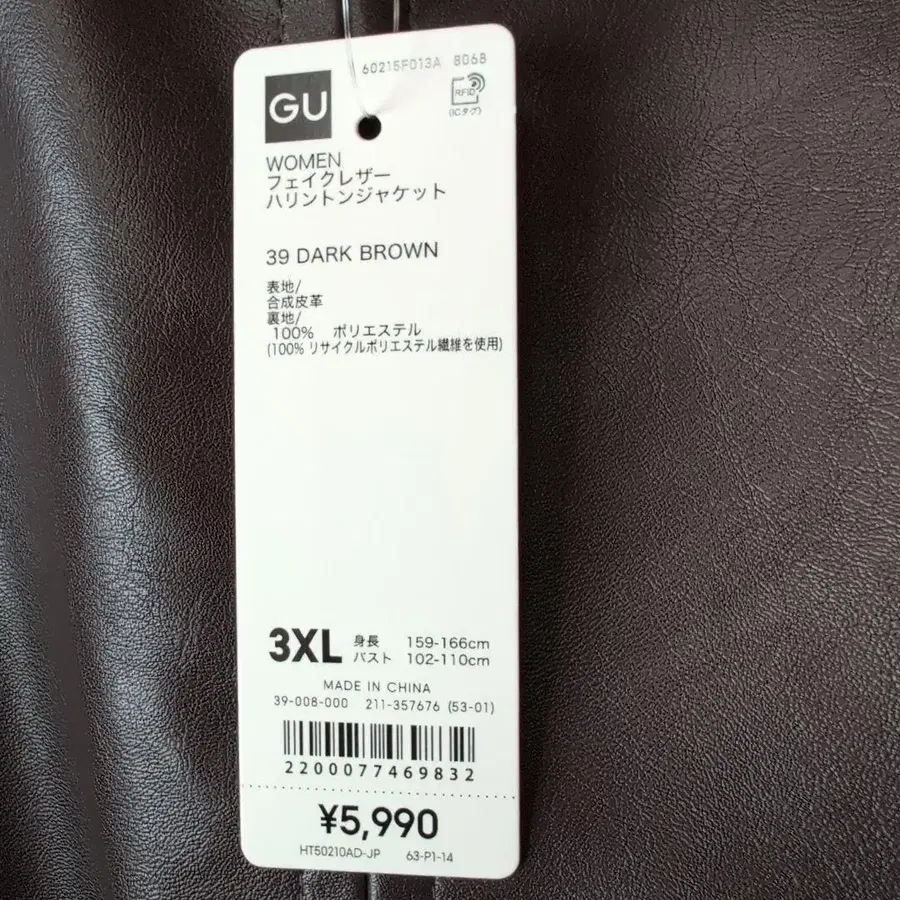 60215F013A 8D68
GU
RFID
(ICタグ)
WOMEN
フェイクレザー
ハリントンジャケット
39 DARK BROWN
表地/
合成皮革
裏地/
100% ポリエステル
(100% リサイクルポリエステル繊維を使用)
3XL 身長 159-166cm
バスト 102-110cm
MADE IN CHINA
39-008-000 211-357676 (53-01)
2200077469832
¥5,990
HT50210AD-JP 63-P1-14